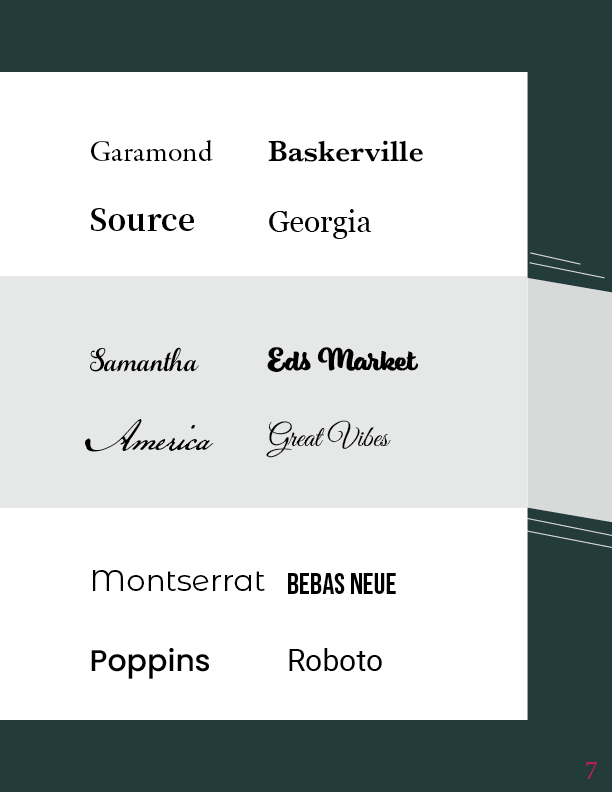 Garamond Baskerville
Source Georgia
Samantha Eds Market
America Great Vibes
Montserrat BEBAS NEUE
Poppins Roboto
7